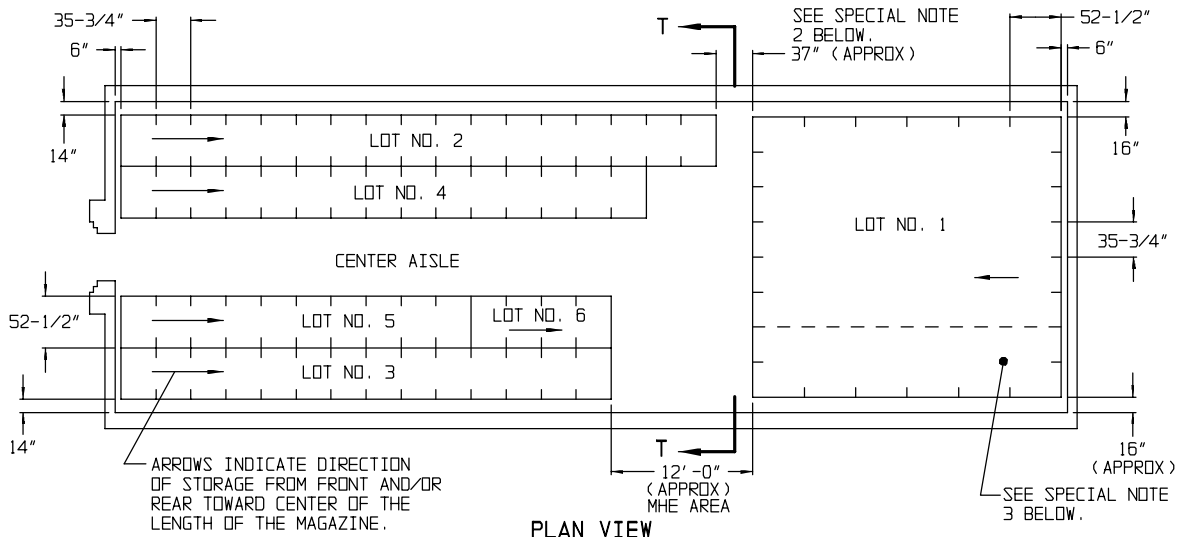 35-3/4"
6"
T
SEE SPECIAL NOTE
2 BELOW.
37" (APPROX)
52-1/2"
6"
14"
LOT NO. 2
16"
LOT NO. 4
LOT NO. 1
35-3/4"
CENTER AISLE
52-1/2"
LOT NO. 5
LOT NO. 6
LOT NO. 3
14"
T
12'-0"
(APPROX)
MHE AREA
16"
(APPROX)
ARROWS INDICATE DIRECTION
OF STORAGE FROM FRONT AND/OR
REAR TOWARD CENTER OF THE
LENGTH OF THE MAGAZINE.
SEE SPECIAL NOTE
3 BELOW.
PLAN VIEW